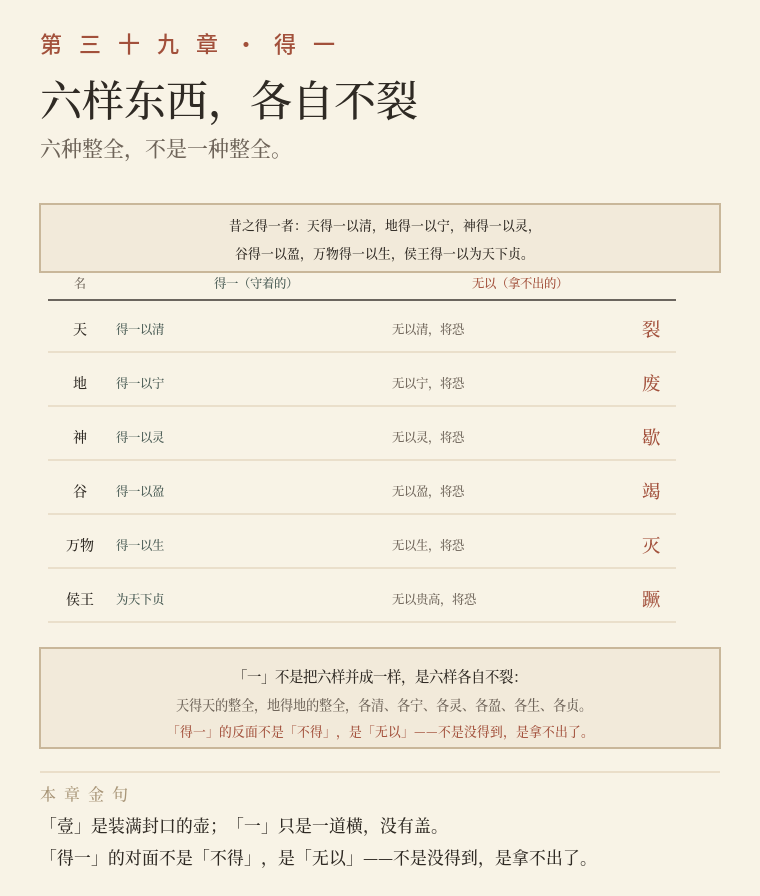 第三十九章·得一
六样东西，各自不裂
六种整全，不是一种整全。
昔之得一者：天得一以清，地得一以宁，神得一以灵，
谷得一以盈，万物得一以生，侯王得一以为天下贞。
名 得一（守着的） 无以（拿不出的）
天 得一以清 无以清，将恐 裂
地 得一以宁 无以宁，将恐 废
神 得一以灵 无以灵，将恐 歇
谷 得一以盈 无以盈，将恐 竭
万物 得一以生 无以生，将恐 灭
侯王 为天下贞 无以贵高，将恐 蹶
「一」不是把六样并成一样，是六样各自不裂：
天得天的整全，地得地的整全，各清、各宁、各灵、各盈、各生、各贞。
「得一」的反面不是「不得」，是「无以」——不是没得到，是拿不出了。
本章金句
「壹」是装满封口的壶；「一」只是一道横，没有盖。
「得一」的对面不是「不得」，是「无以」——不是没得到，是拿不出了。